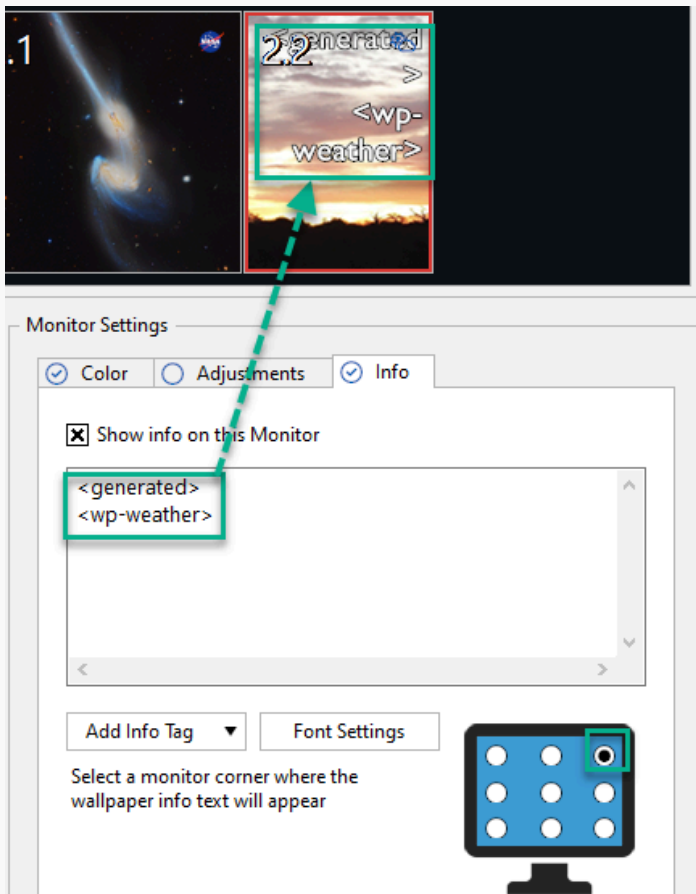 .1
NASA
2.2
<generated
>
<wp-
weather>
Monitor Settings
Color
Adjustments
Info
Show info on this Monitor
<generated>
<wp-weather>
Add Info Tag
Font Settings
Select a monitor corner where the
wallpaper info text will appear